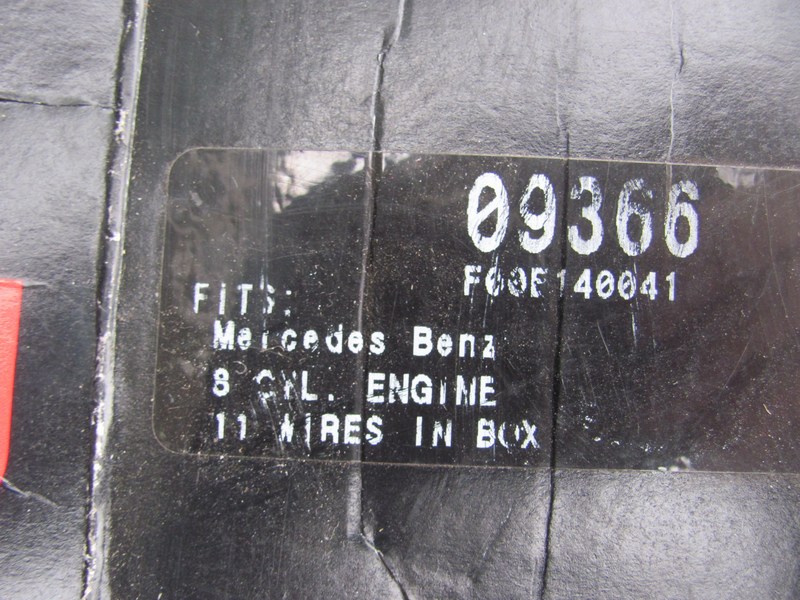 09366
F00E140041
FITS:
Mercedes Benz
8 CYL. ENGINE
11 WIRES IN BOX